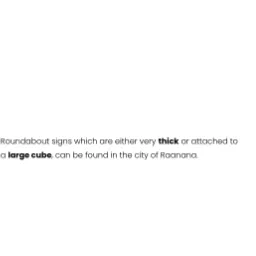 Roundabout signs which are either very thick or attached to
a large cube, can be found in the city of Raanana.